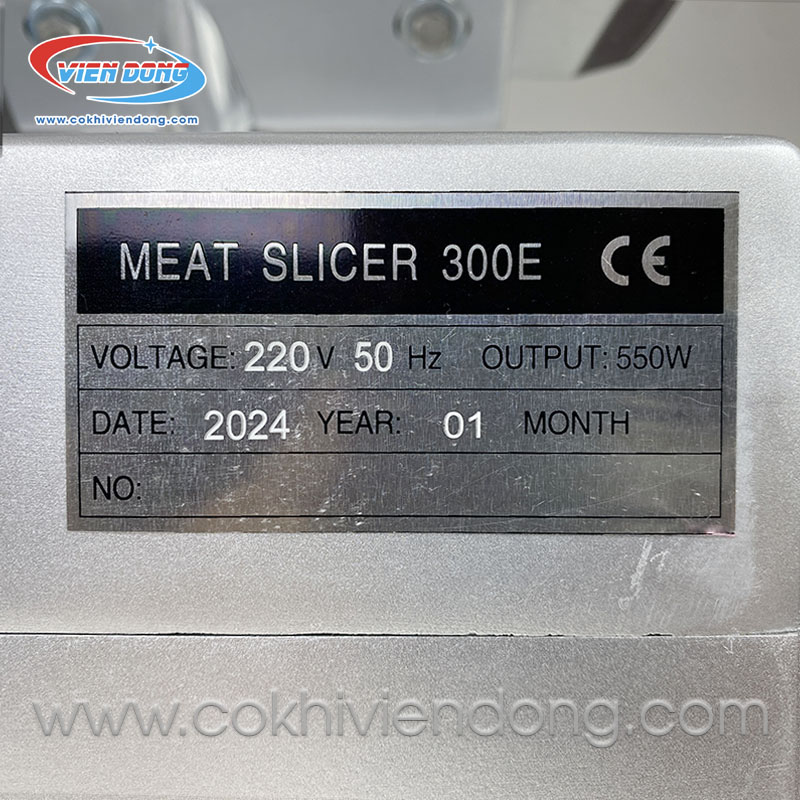 VIEN DONG
www.cokhiviendong.com
MEAT SLICER 300E CE
VOLTAGE: 220 V 50 Hz OUTPUT: 550W
DATE: 2024 YEAR: 01 MONTH
NO:
www.cokhiviendong.com